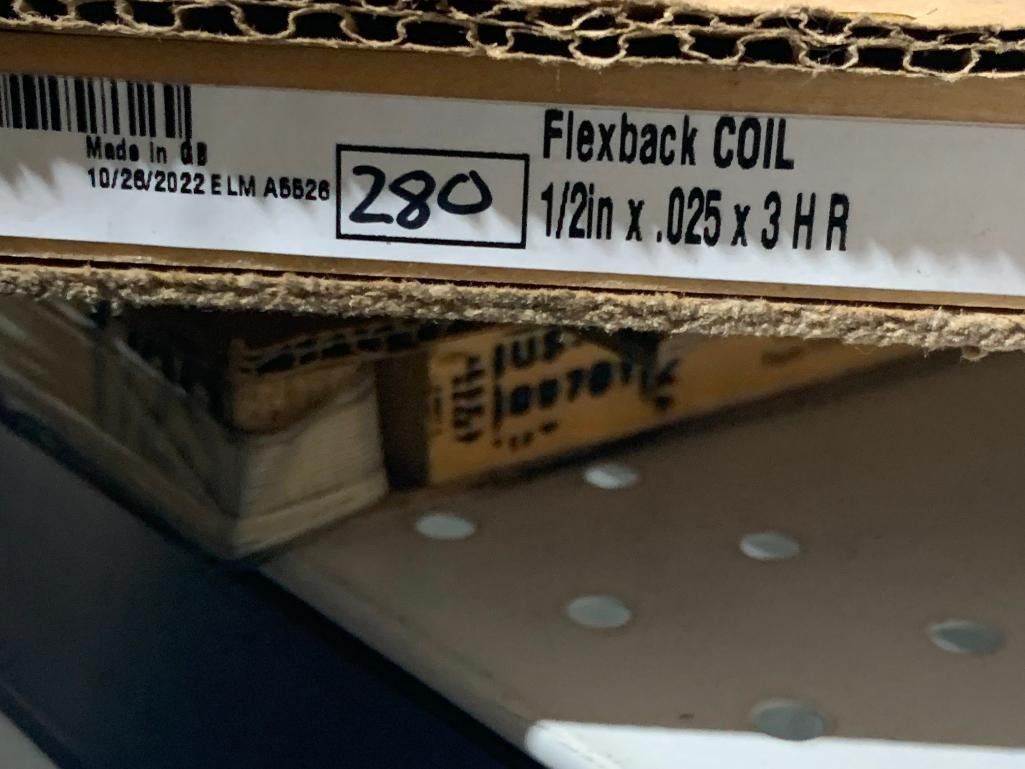 Made in GB
10/26/2022 E LM A5526
280
Flexback COIL
1/2in x .025 x 3 H R